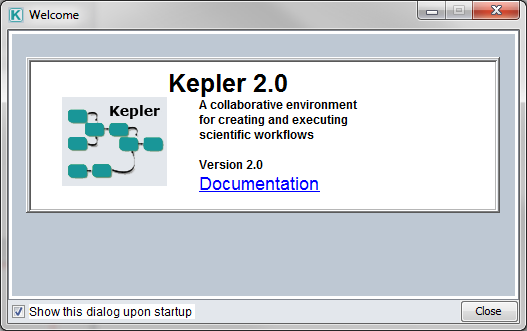 Welcome
Kepler 2.0
Kepler
A collaborative environment
for creating and executing
scientific workflows
Version 2.0
Documentation
Show this dialog upon startup
Close